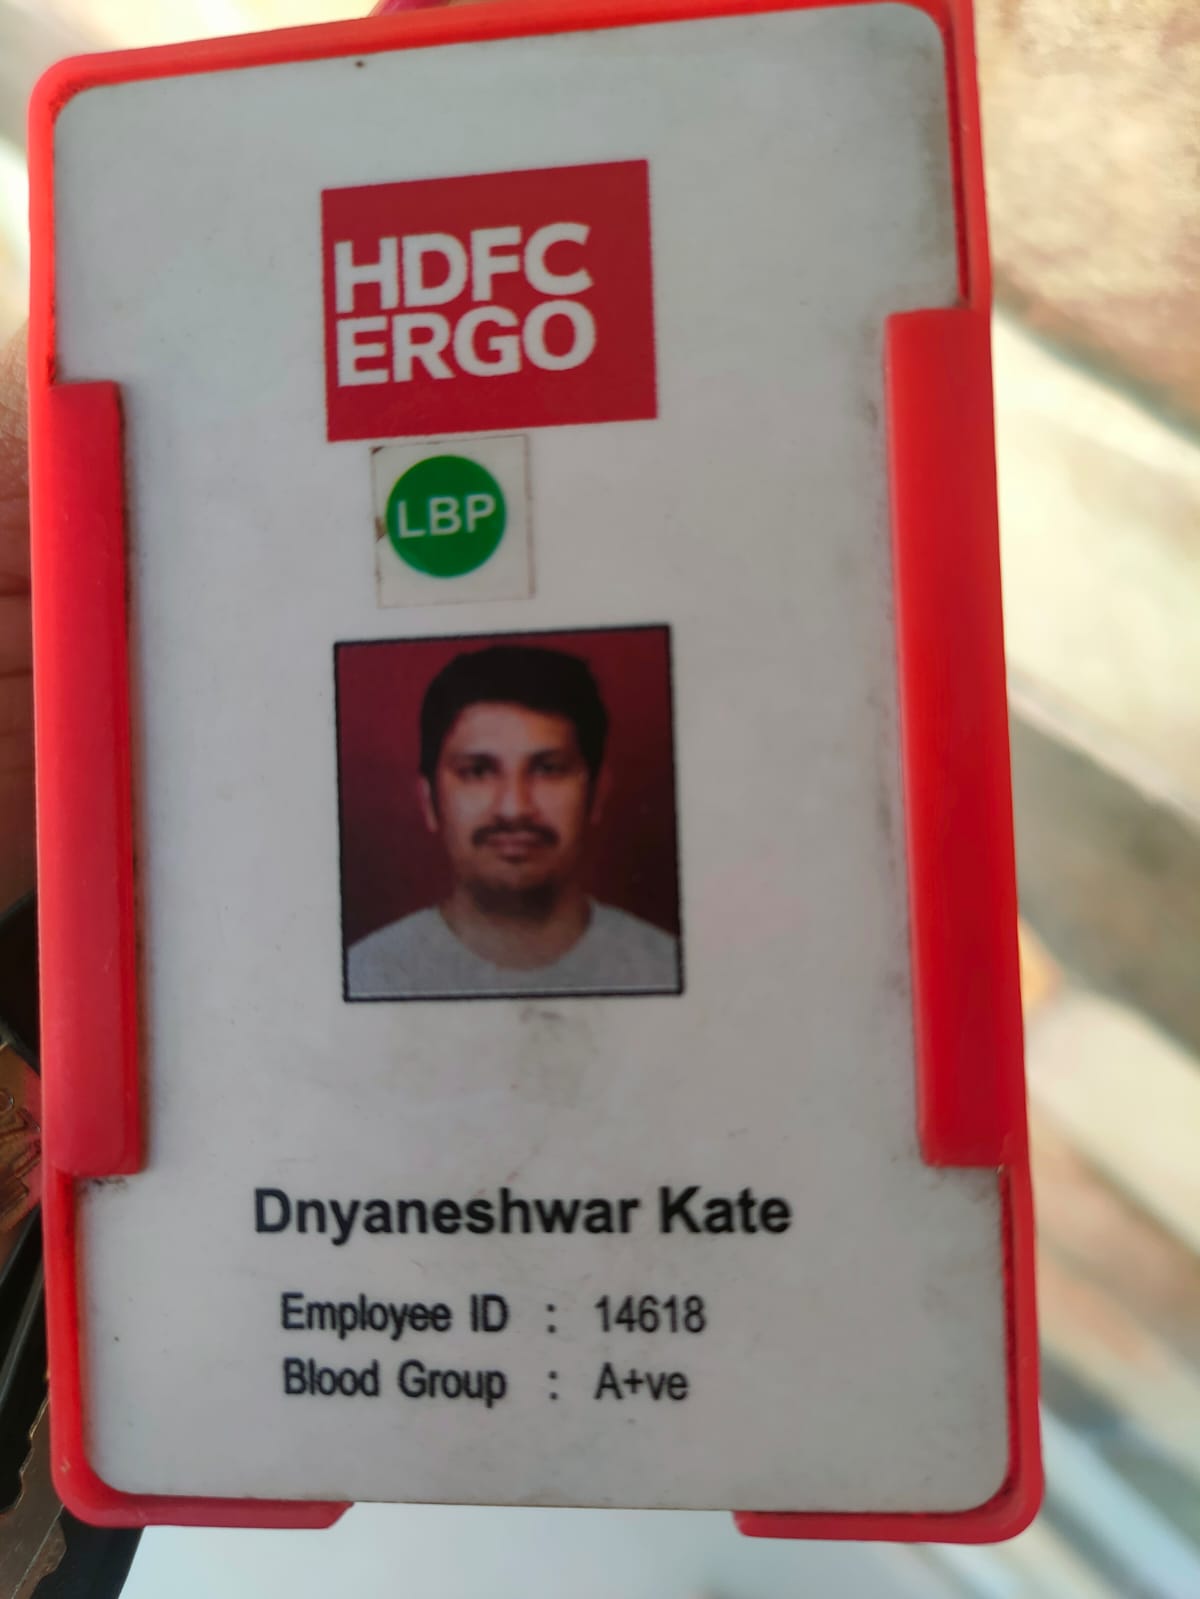 HDFC
ERGO
LBP
Dnyaneshwar Kate
Employee ID : 14618
Blood Group : A+ve